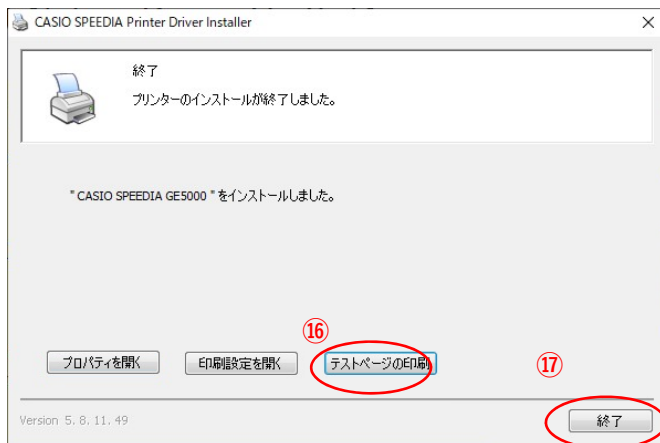 CASIO SPEEDIA Printer Driver Installer
終了
プリンターのインストールが終了しました。
" CASIO SPEEDIA GE5000 " をインストールしました。
⑯
プロパティを開く 印刷設定を開く テストページの印刷
⑰
Version 5. 8. 11. 49
終了